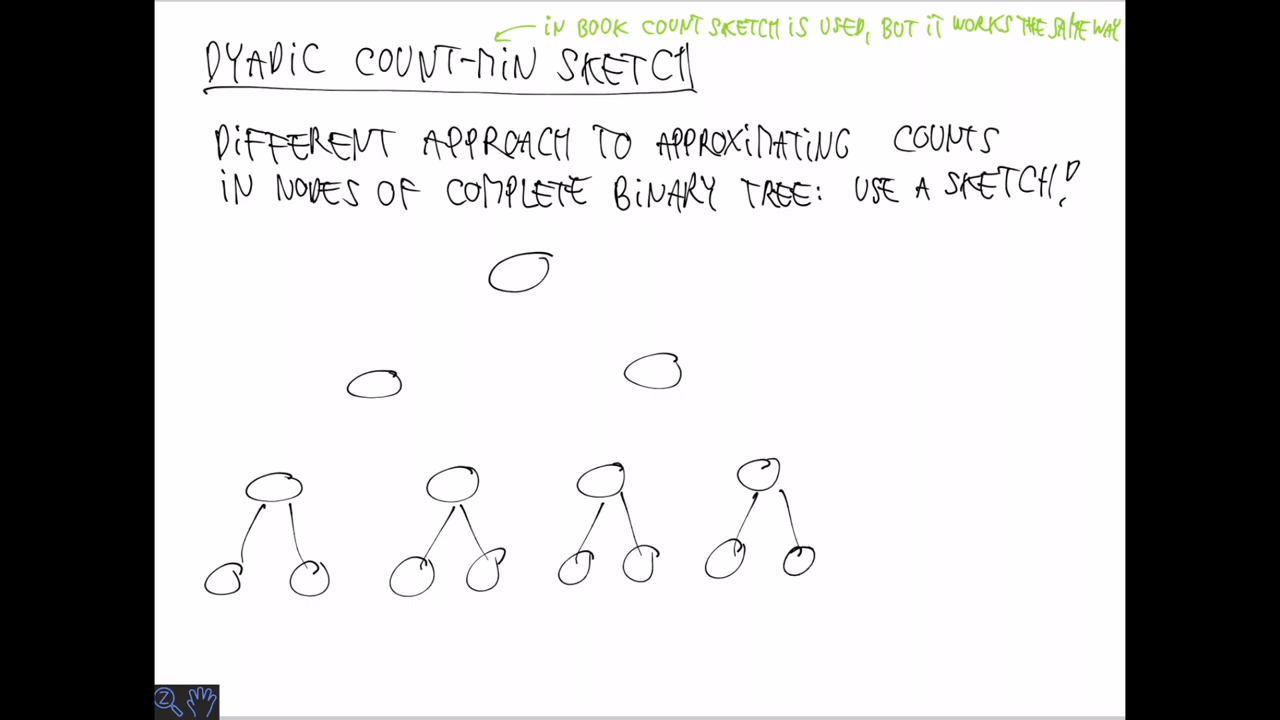 IN BOOK COUNT SKETCH IS USED, BUT IT WORKS THE SAME WAY
DYADIC COUNT-MIN SKETCH
DIFFERENT APPROACH TO APPROXIMATING COUNTS
IN NODES OF COMPLETE BINARY TREE: USE A SKETCH!
Z